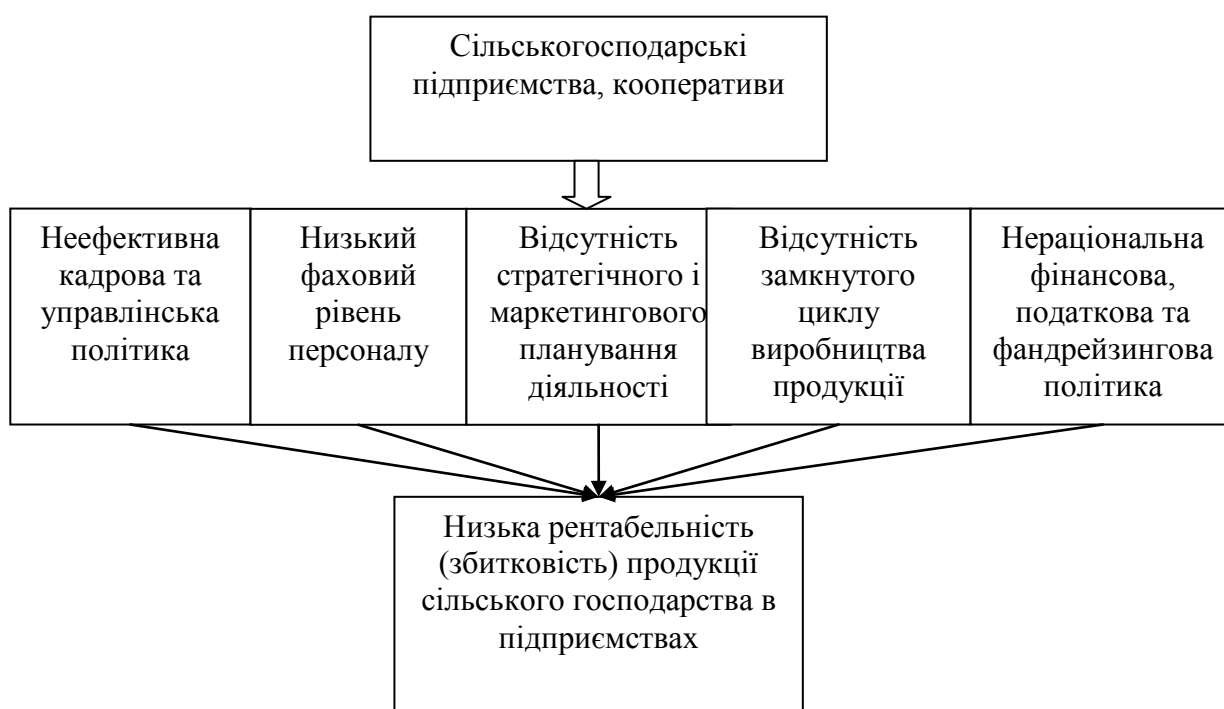 Сільськогосподарські
підприємства, кооперативи
Неефективна
кадрова та
управлінська
політика
Низький
фаховий
рівень
персоналу
Відсутність
стратегічного і
маркетингового
планування
діяльності
Відсутність
замкнутого
циклу
виробництва
продукції
Нераціональна
фінансова,
податкова та
фандрейзингова
політика
Низька рентабельність
(збитковість) продукції
сільського господарства в
підприємствах